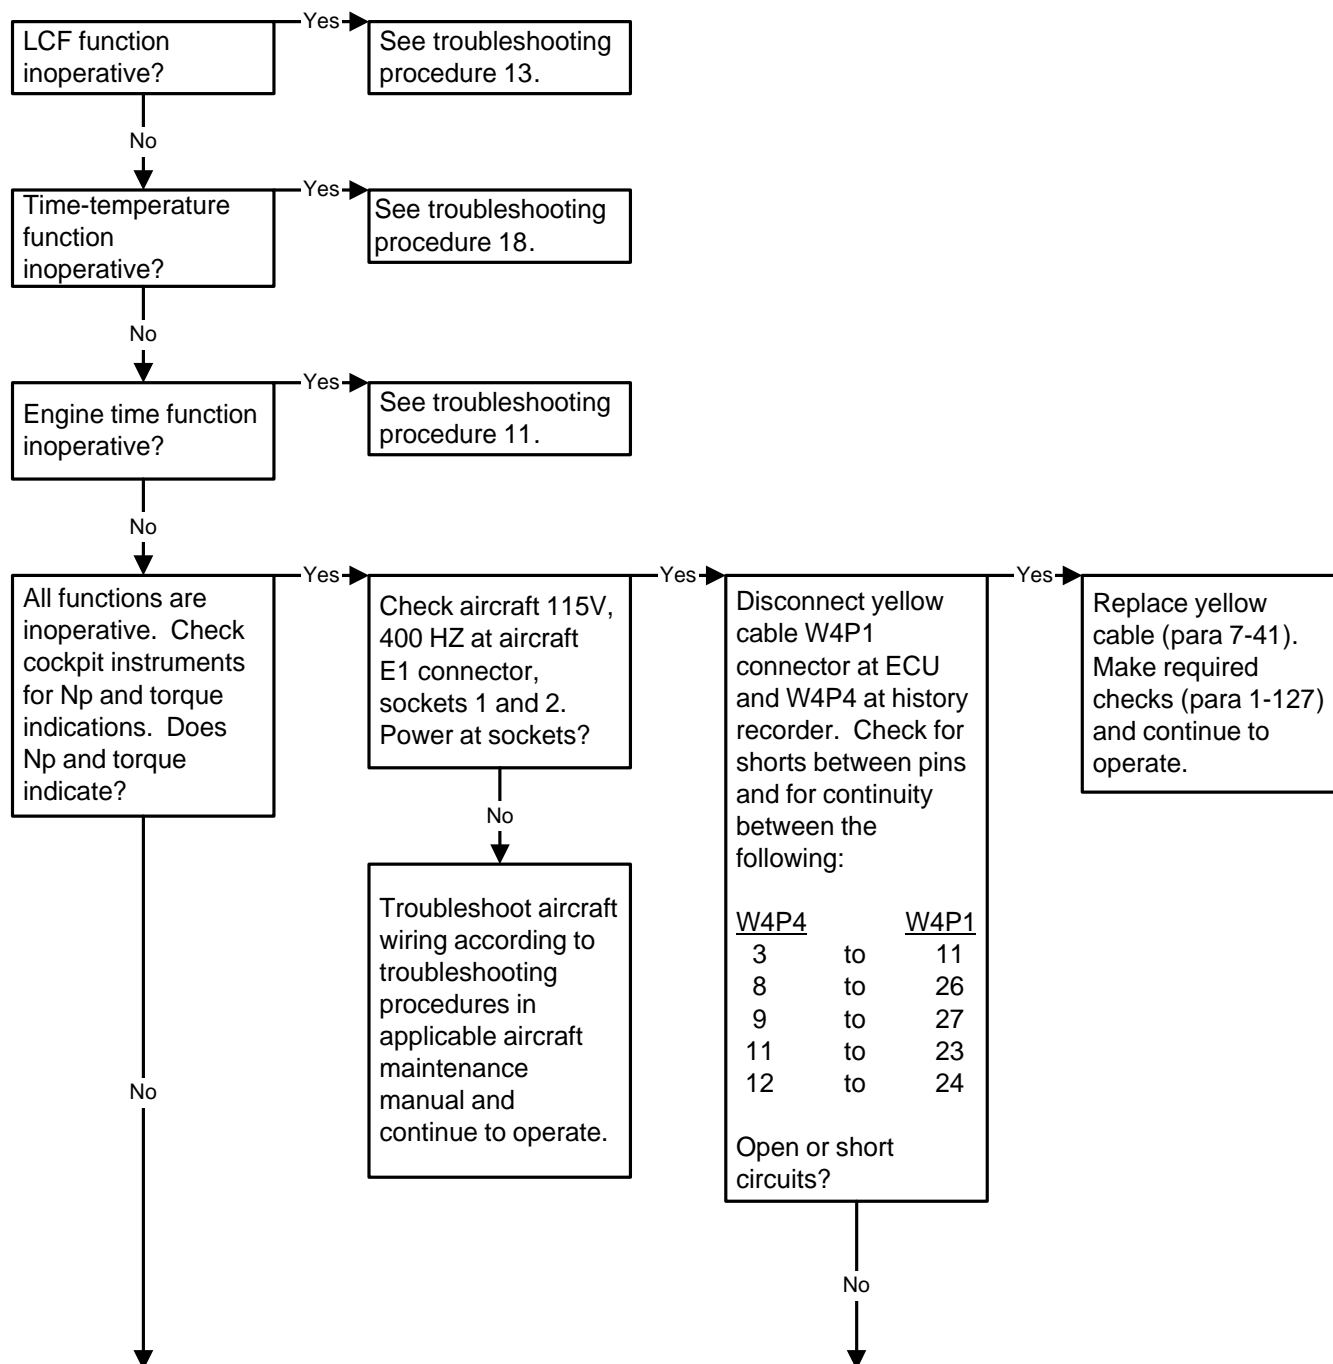 LCF function
inoperative?
Yes
See troubleshooting
procedure 13.
No
Time-temperature
function
inoperative?
Yes
See troubleshooting
procedure 18.
No
Engine time function
inoperative?
Yes
See troubleshooting
procedure 11.
No
All functions are
inoperative.  Check
cockpit instruments
for Np and torque
indications.  Does
Np and torque
indicate?
Yes
Check aircraft 115V,
400 HZ at aircraft
E1 connector,
sockets 1 and 2.
Power at sockets?
Yes
Disconnect yellow
cable W4P1
connector at ECU
and W4P4 at history
recorder.  Check for
shorts between pins
and for continuity
between the
following:
W4P4 W4P1
3 to 11
8 to 26
9 to 27
11 to 23
12 to 24
Open or short
circuits?
Yes
Replace yellow
cable (para 7-41).
Make required
checks (para 1-127)
and continue to
operate.
No
Troubleshoot aircraft
wiring according to
troubleshooting
procedures in
applicable aircraft
maintenance
manual and
continue to operate.
No
No